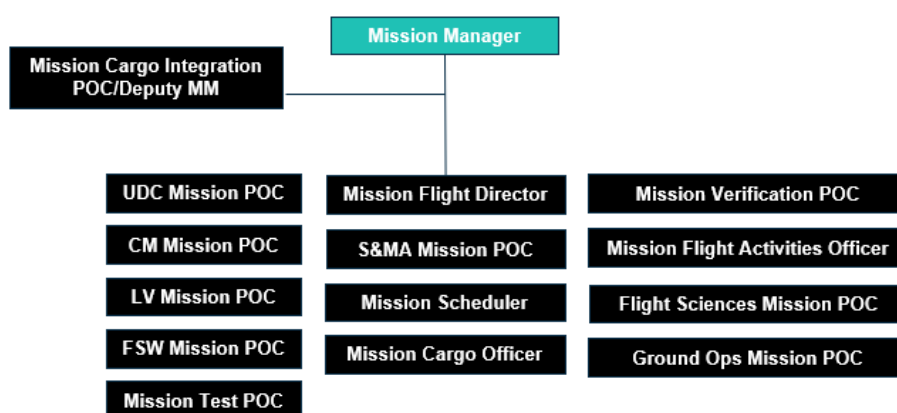 Mission Manager
Mission Cargo Integration
POC/Deputy MM
UDC Mission POC
CM Mission POC
LV Mission POC
FSW Mission POC
Mission Test POC
Mission Flight Director
S&MA Mission POC
Mission Scheduler
Mission Cargo Officer
Mission Verification POC
Mission Flight Activities Officer
Flight Sciences Mission POC
Ground Ops Mission POC